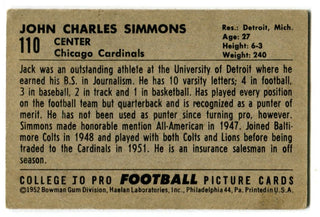 JOHN CHARLES SIMMONS
110 CENTER
Chicago Cardinals
Res.: Detroit, Mich.
Age: 27
Height: 6-3
Weight: 240
Jack was an outstanding athlete at the University of Detroit where he
earned his B.S. in Journalism. He has nine varsity letters; 4 in football,
3 in baseball, 2 in track and 1 in basketball. Has played every position
on the football team but quarterback and is recognized as a man of
iron. He has not been used as punter since turning pro, however.
Simmons made honorable mention All-American in 1947. Joined Balti-
more Colts in 1948 and played with both Colts and Lions before being
traded to the Cardinals in 1951. He is an insurance salesman in off
season.
COLLEGE TO PRO FOOTBALL PICTURE CARDS
©1952 Bowman Gum Division, Haelan Laboratories, Inc., Philadelphia 44, Pa. Printed in U.S.A.